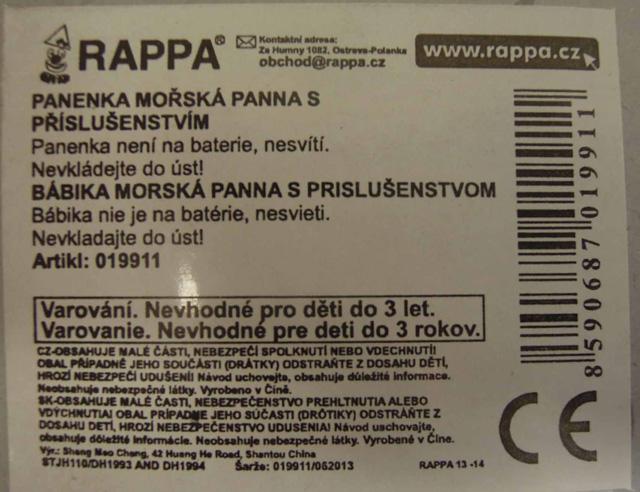 RAPPA®
Kontaktní adresa:
Za Humny 1082, Ostrava-Polanka
obchod@rappa.cz
www.rappa.cz
PANENKA MOŘSKÁ PANNA S
PŘÍSLUŠENSTVÍM
Panenka není na baterie, nesvítí.
Nevkládejte do úst!
BÁBIKA MORSKÁ PANNA S PRISLUŠENSTVOM
Bábika nie je na batérie, nesvieti.
Nevkladajte do úst!
Artikl: 019911
8590687019911
Varování. Nevhodné pro děti do 3 let.
Varovanie. Nevhodné pre deti do 3 rokov.
CZ-OBSAHUJE MALÉ ČÁSTI, NEBEZPEČÍ SPOLKNUTÍ NEBO VDECHNUTÍ!
OBAL PŘÍPADNĚ JEHO SOUČÁSTI (DRÁTKY) ODSTRAŇTE Z DOSAHU DĚTÍ,
HROZÍ NEBEZPEČÍ UDUŠENÍ! Návod uchovejte, obsahuje důležité informace.
Neobsahuje nebezpečné látky. Vyrobeno v Číně.
SK-OBSAHUJE MALÉ ČASTI, NEBEZPEČENSTVO PREHLTNUTIA ALEBO
VDÝCHNUTIA! OBAL PRÍPADNE JEHO SÚČASTI (DRÔTIKY) ODSTRÁŇTE Z
DOSAHU DETÍ, HROZÍ NEBEZPEČENSTVO UDUSENIA! Návod uschovajte,
obsahuje dôležité informácie. Neobsahuje nebezpečné látky. Vyrobené v Číne.
Výr.: Sheng Mao Cheng, 42 Huang He Road, Shantou China
STJH110/DH1993 AND DH1994 Šarže: 019911/052013
RAPPA 13 -14
CE